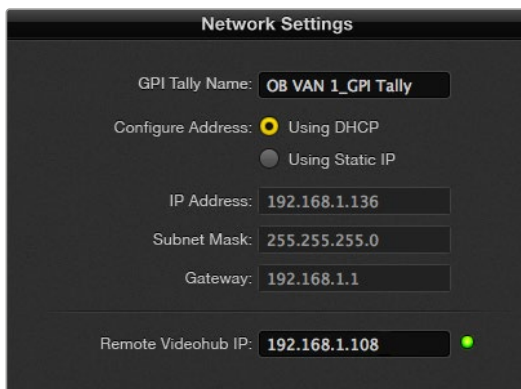 Network Settings
GPI Tally Name: OB VAN 1_GPI Tally
Configure Address: Using DHCP
Using Static IP
IP Address: 192.168.1.136
Subnet Mask: 255.255.255.0
Gateway: 192.168.1.1
Remote Videohub IP: 192.168.1.108